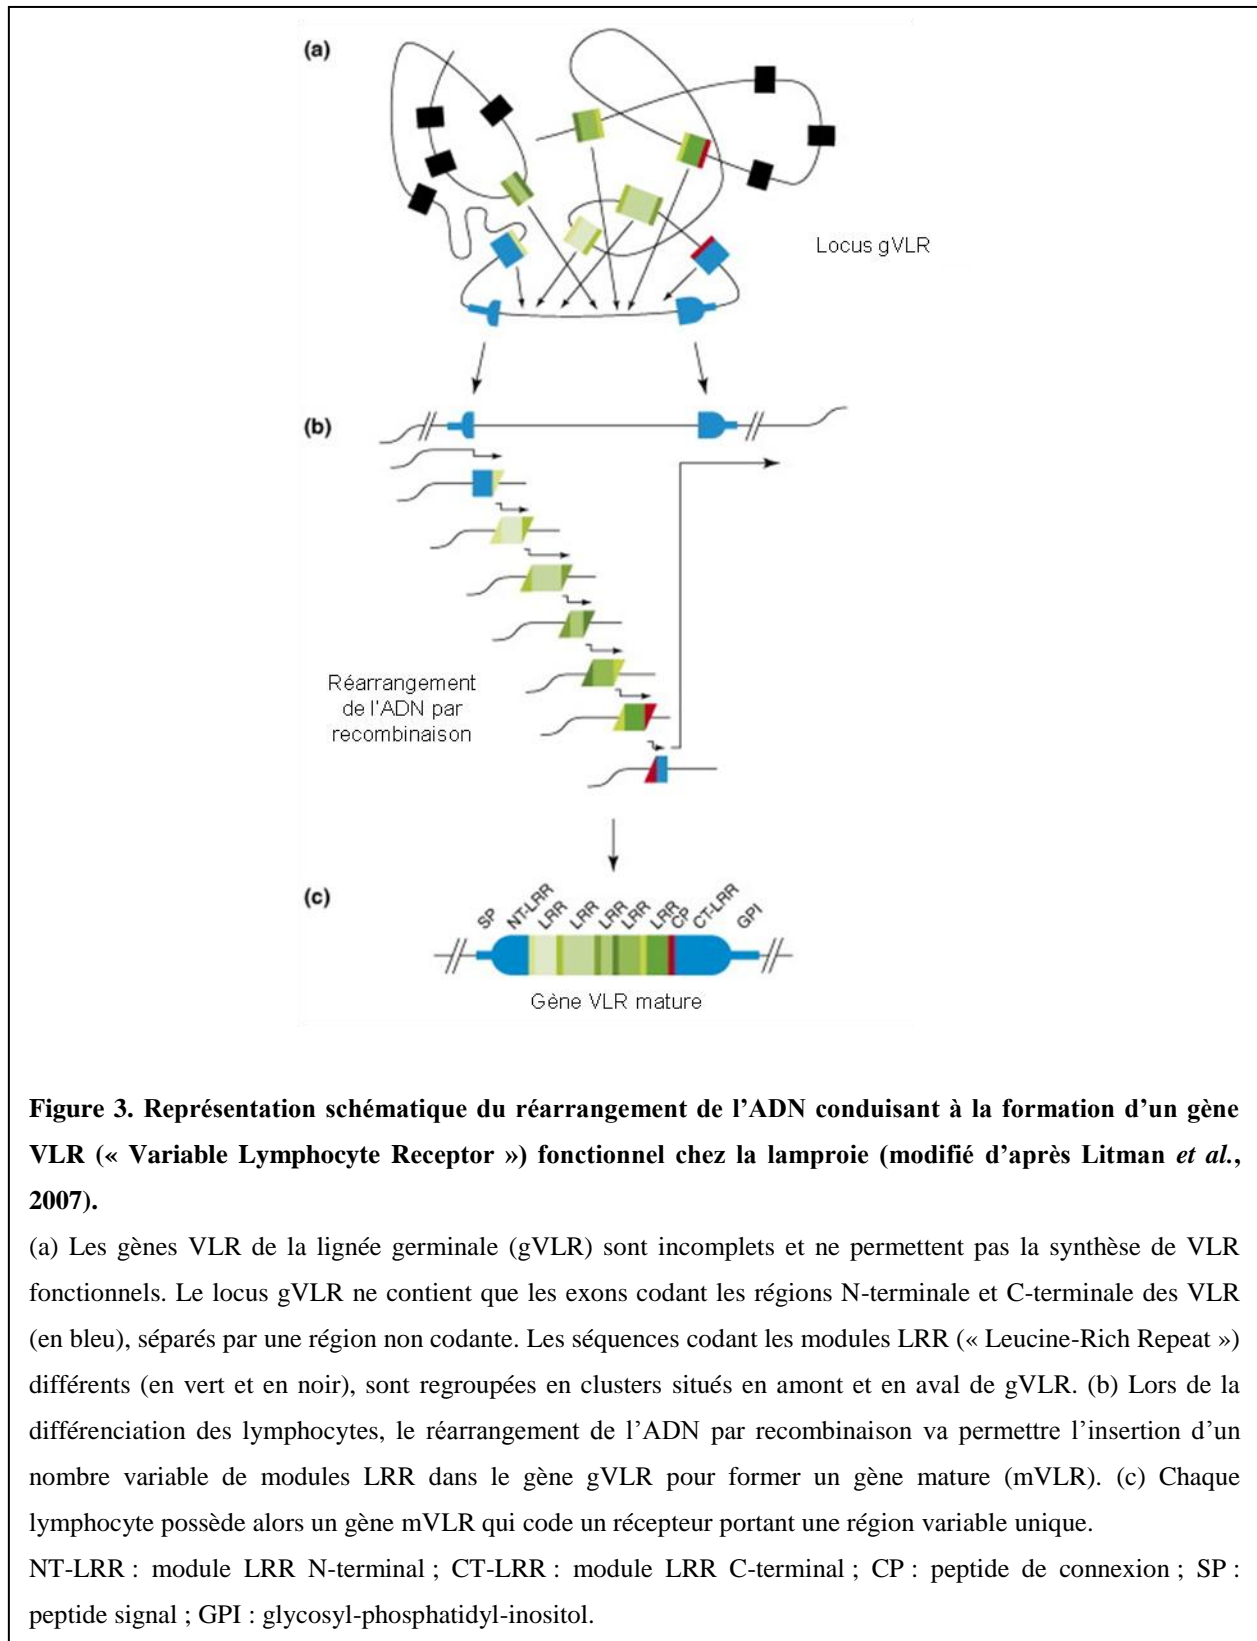 (a)
Locus gVLR
(b)
Réarrangement
de l'ADN par
recombinaison
(c)
SP
NT-LRR
LRR
LRR
LRR
LRR
LRR
CP
CT-LRR
GPI
Gène VLR mature
Figure 3. Représentation schématique du réarrangement de l’ADN conduisant à la formation d’un gène
VLR (« Variable Lymphocyte Receptor ») fonctionnel chez la lamproie (modifié d’après Litman et al.,
2007).
(a) Les gènes VLR de la lignée germinale (gVLR) sont incomplets et ne permettent pas la synthèse de VLR
fonctionnels. Le locus gVLR ne contient que les exons codant les régions N-terminale et C-terminale des VLR
(en bleu), séparés par une région non codante. Les séquences codant les modules LRR (« Leucine-Rich Repeat »)
différents (en vert et en noir), sont regroupées en clusters situés en amont et en aval de gVLR. (b) Lors de la
différenciation des lymphocytes, le réarrangement de l’ADN par recombinaison va permettre l’insertion d’un
nombre variable de modules LRR dans le gène gVLR pour former un gène mature (mVLR). (c) Chaque
lymphocyte possède alors un gène mVLR qui code un récepteur portant une région variable unique.
NT-LRR : module LRR N-terminal ; CT-LRR : module LRR C-terminal ; CP : peptide de connexion ; SP :
peptide signal ; GPI : glycosyl-phosphatidyl-inositol.